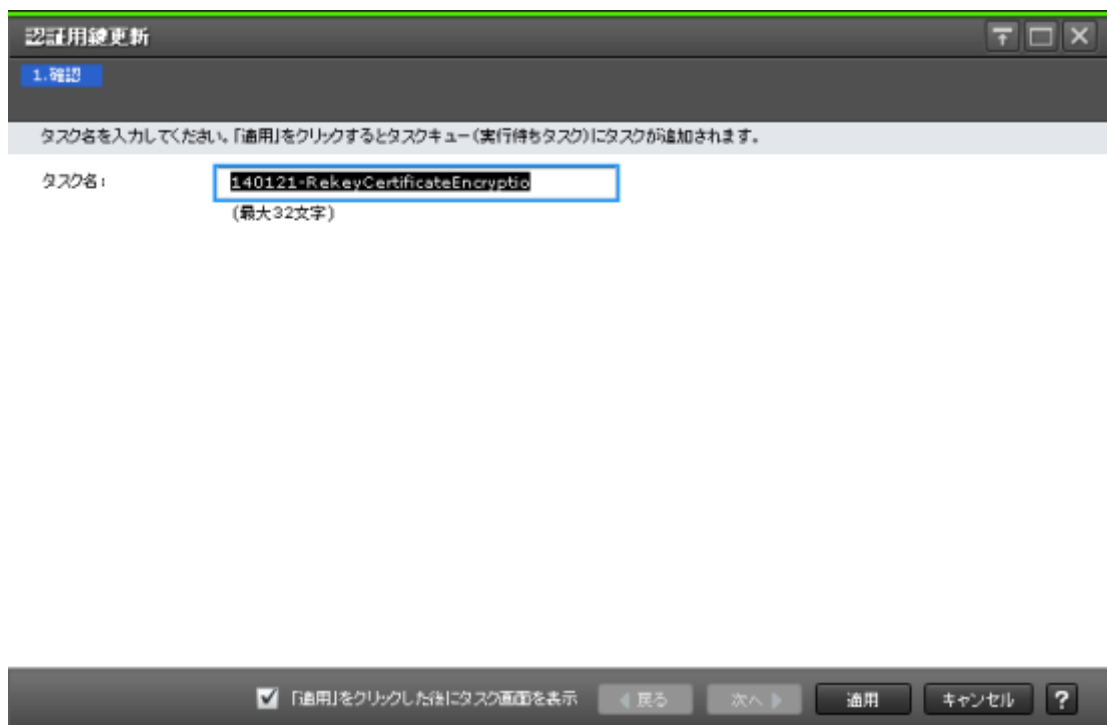 認証用鍵更新
1.確認
タスク名を入力してください。「適用」をクリックするとタスクキュー(実行待ちタスク)にタスクが追加されます。
タスク名: 140121-RekeyCertificateEncryptio
(最大32文字)
「適用」をクリックした後にタスク画面を表示 戻る 次へ 適用 キャンセル ?